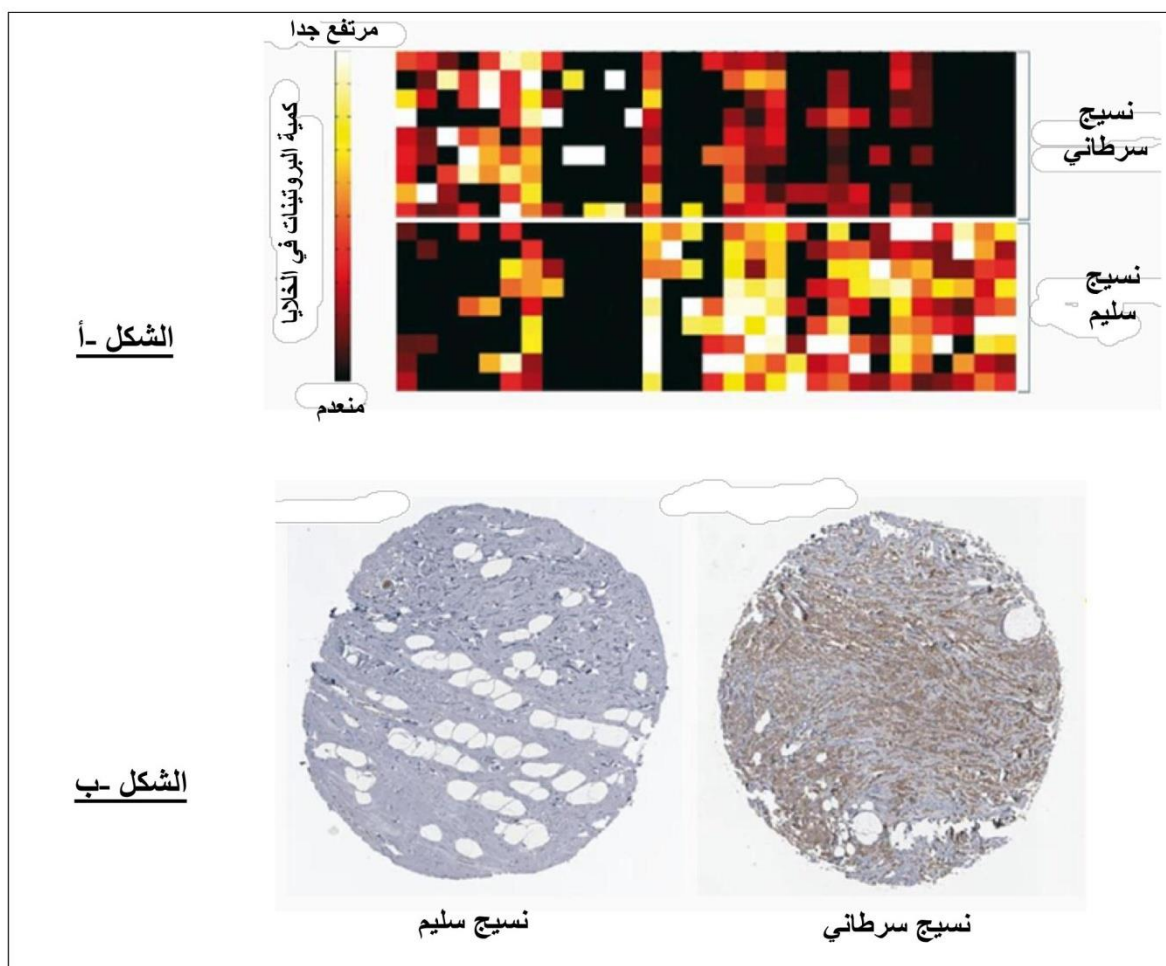 مرتفع جدا
كمية البروتينات في الخلايا
منعدم
نسيج
سرطاني
نسيج
سليم
الشكل -أ
الشكل -ب
نسيج سرطاني
نسيج سليم